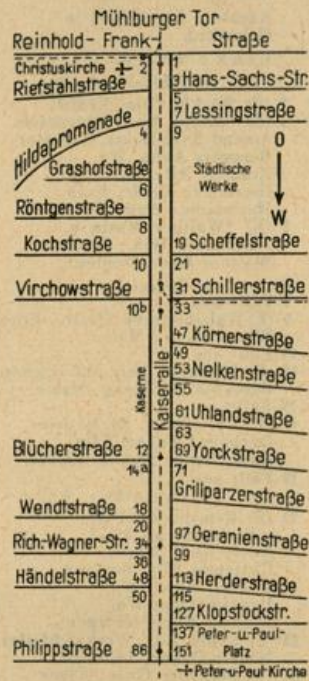 Mühlburger Tor
Reinhold-Frank- Straße
Christuskirche 2 1
3 Hans-Sachs-Str.
Riefstahlstraße
5
7 Lessingstraße
Hildapromenade
4 9
O
Grashofstraße
Städtische
Werke
6
W
Röntgenstraße
8
Kochstraße 19 Scheffelstraße
10 21
Virchowstraße 31 Schillerstraße
10b 33
47 Körnerstraße
49
Kaiserallee
53 Nelkenstraße
Kaserne
55
61 Uhlandstraße
63
Blücherstraße 12 69 Yorckstraße
14a 71
Grillparzerstraße
Wendtstraße 18
20
97 Geranienstraße
Rich.-Wagner-Str. 34
36 99
Händelstraße 48 113 Herderstraße
50 115
127 Klopstockstr.
137 Peter-u-Paul-
Philippstraße 86 151 Platz
Peter-u-Paul-Kirche